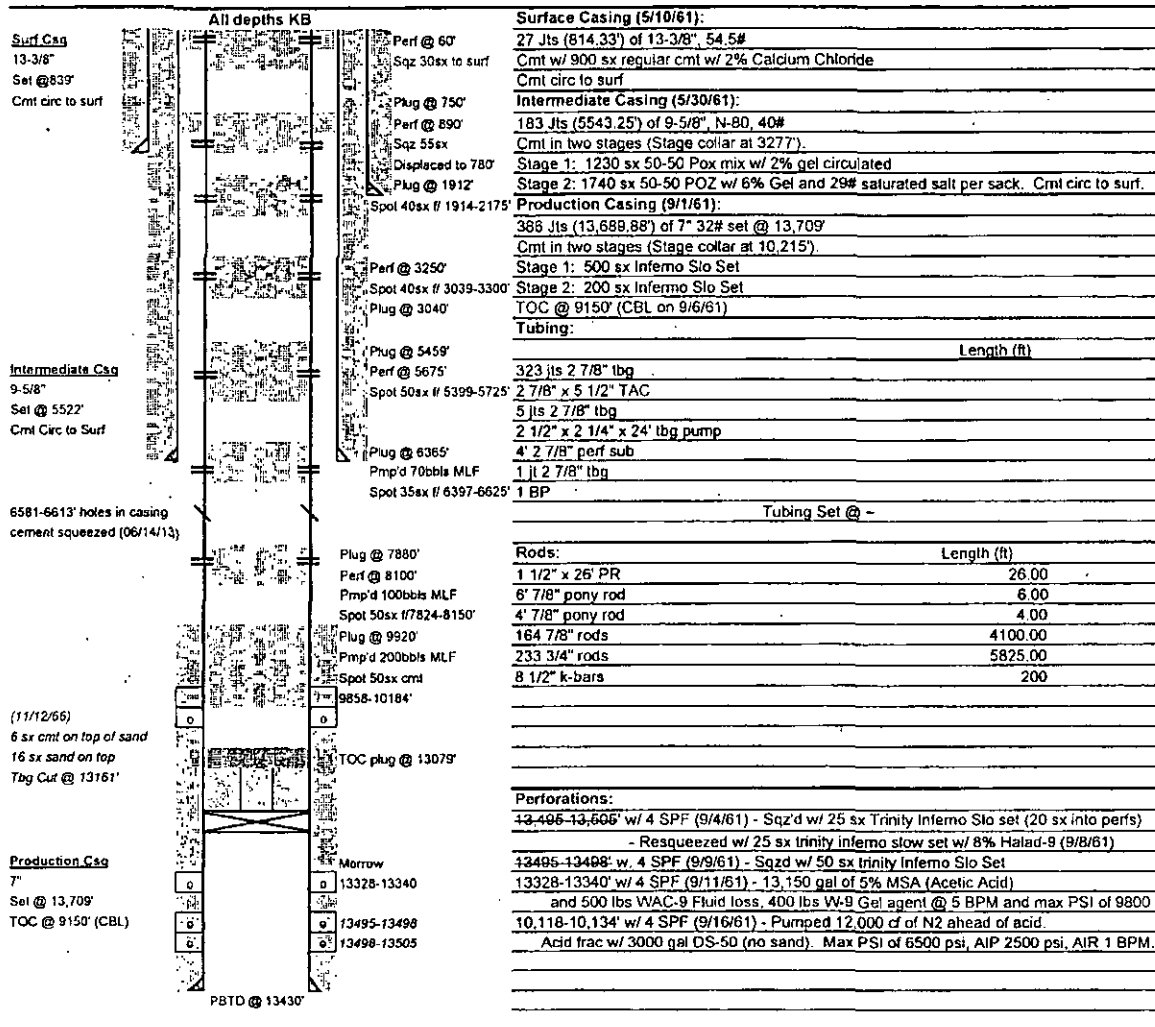 All depths KB
Surf Csg
13-3/8"
Set @839'
Cmt circ to surf
Perf @ 60'
Sqz 30sx to surf
Plug @ 750'
Perf @ 890'
Sqz 55sx
Displaced to 780'
Plug @ 1912'
Spot 40sx f/ 1914-2175'
Perf @ 3250'
Spot 40sx f/ 3039-3300'
Plug @ 3040'
Plug @ 5459'
Perf @ 5675'
Spot 50sx f/ 5399-5725'
Intermediate Csg
9-5/8"
Set @ 5522'
Cmt Circ to Surf
Plug @ 6365'
Pmp'd 70bbls MLF
Spot 35sx f/ 6397-6625'
6581-6613' holes in casing
cement squeezed (06/14/13)
Plug @ 7880'
Perf @ 8100'
Pmp'd 100bbls MLF
Spot 50sx f/7824-8150'
Plug @ 9920'
Pmp'd 200bbls MLF
Spot 50sx cmt
9858-10184'
(11/12/66)
6 sx cmt on top of sand
16 sx sand on top
Tbg Cut @ 13161'
TOC plug @ 13079'
Production Csg
7"
Set @ 13,709'
TOC @ 9150' (CBL)
Morrow
13328-13340
13495-13498
13498-13505
PBTD @ 13430'
Surface Casing (5/10/61):
27 Jts (814.33') of 13-3/8", 54.5#
Cmt w/ 900 sx regular cmt w/ 2% Calcium Chloride
Cmt circ to surf
Intermediate Casing (5/30/61):
183 Jts (5543.25') of 9-5/8", N-80, 40#
Cmt in two stages (Stage collar at 3277').
Stage 1: 1230 sx 50-50 Pox mix w/ 2% gel circulated
Stage 2: 1740 sx 50-50 POZ w/ 6% Gel and 29# saturated salt per sack. Cmt circ to surf.
Production Casing (9/1/61):
386 Jts (13,689.88') of 7" 32# set @ 13,709'
Cmt in two stages (Stage collar at 10,215').
Stage 1: 500 sx Inferno Slo Set
Stage 2: 200 sx Inferno Slo Set
TOC @ 9150' (CBL on 9/6/61)
Tubing:
Length (ft)
323 jts 2 7/8" tbg
2 7/8" x 5 1/2" TAC
5 jts 2 7/8" tbg
2 1/2" x 2 1/4" x 24' tbg pump
4' 2 7/8" perf sub
1 jt 2 7/8" tbg
1 BP
Tubing Set @ ~
Rods: Length (ft)
1 1/2" x 26' PR 26.00
6' 7/8" pony rod 6.00
4' 7/8" pony rod 4.00
164 7/8" rods 4100.00
233 3/4" rods 5825.00
8 1/2" k-bars 200
Perforations:
13,495-13,505' w/ 4 SPF (9/4/61) - Sqz'd w/ 25 sx Trinity Inferno Slo set (20 sx into perfs)
- Resqueezed w/ 25 sx trinity inferno slow set w/ 8% Halad-9 (9/8/61)
13495-13498' w. 4 SPF (9/9/61) - Sqzd w/ 50 sx trinity Inferno Slo Set
13328-13340' w/ 4 SPF (9/11/61) - 13,150 gal of 5% MSA (Acetic Acid)
and 500 lbs WAC-9 Fluid loss, 400 lbs W-9 Gel agent @ 5 BPM and max PSI of 9800
10,118-10,134' w/ 4 SPF (9/16/61) - Pumped 12,000 cf of N2 ahead of acid.
Acid frac w/ 3000 gal DS-50 (no sand). Max PSI of 6500 psi, AIP 2500 psi, AIR 1 BPM.